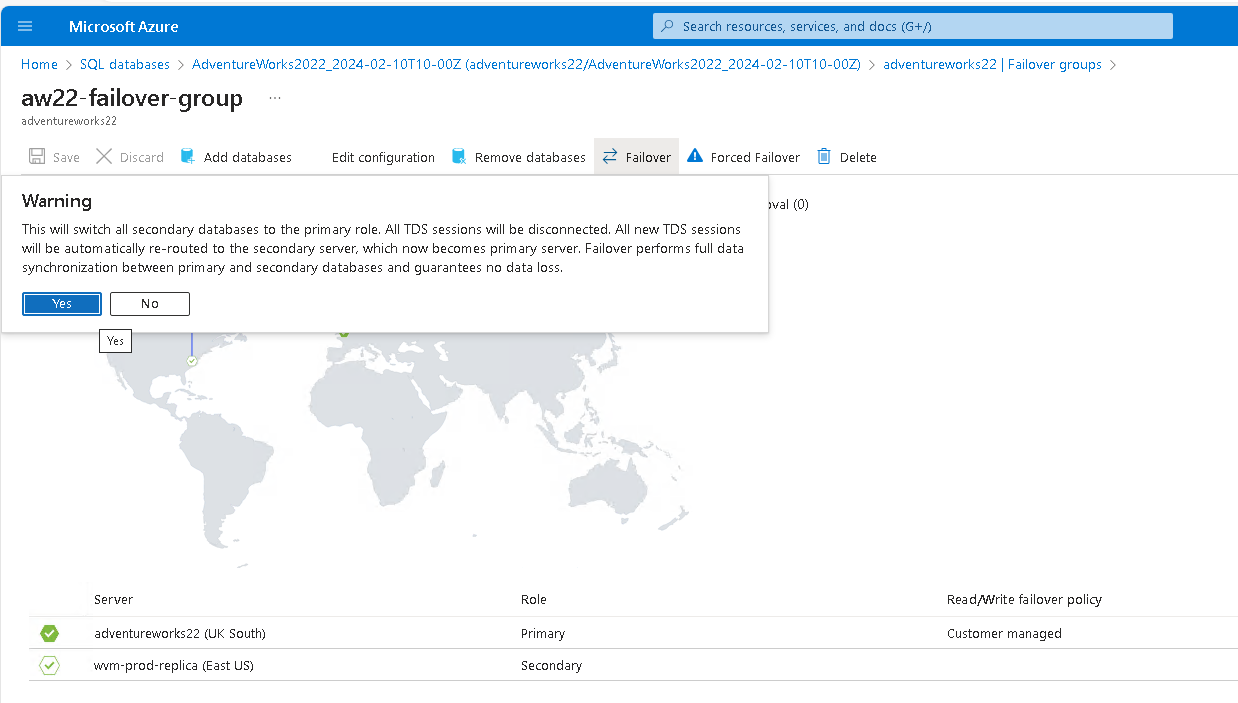 Microsoft Azure
Search resources, services, and docs (G+/)
Home > SQL databases > AdventureWorks2022_2024-02-10T10-00Z (adventureworks22/AdventureWorks2022_2024-02-10T10-00Z) > adventureworks22 | Failover groups >
aw22-failover-group ...
adventureworks22
Save Discard Add databases Edit configuration Remove databases Failover Forced Failover Delete
Warning
This will switch all secondary databases to the primary role. All TDS sessions will be disconnected. All new TDS sessions
will be automatically re-routed to the secondary server, which now becomes primary server. Failover performs full data
synchronization between primary and secondary databases and guarantees no data loss.
oval (0)
Yes No
Yes
Server Role Read/Write failover policy
adventureworks22 (UK South) Primary Customer managed
wvm-prod-replica (East US) Secondary